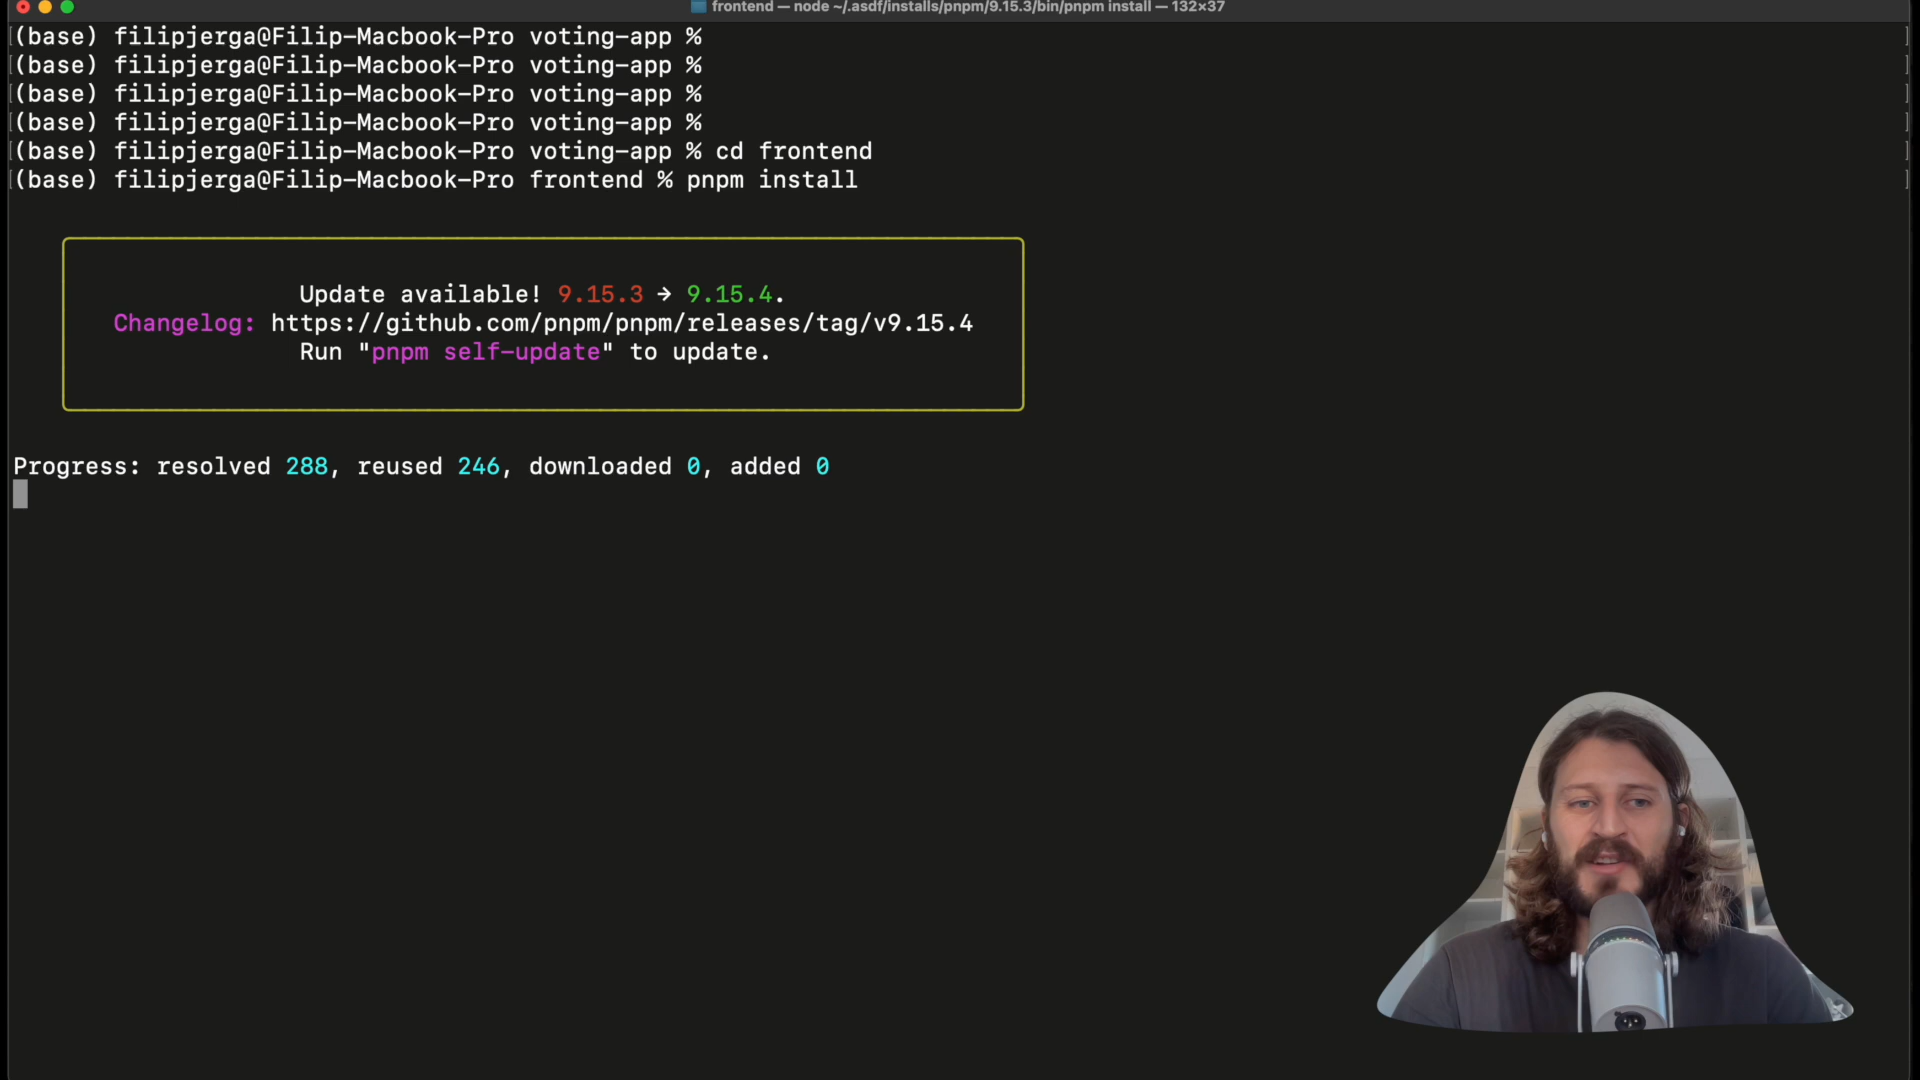 frontend — node ~/.asdf/installs/pnpm/9.15.3/bin/pnpm install — 132×37
(base) filipjerga@Filip-Macbook-Pro voting-app %
(base) filipjerga@Filip-Macbook-Pro voting-app %
(base) filipjerga@Filip-Macbook-Pro voting-app %
(base) filipjerga@Filip-Macbook-Pro voting-app %
(base) filipjerga@Filip-Macbook-Pro voting-app % cd frontend
(base) filipjerga@Filip-Macbook-Pro frontend % pnpm install
Update available! 9.15.3 → 9.15.4.
Changelog: https://github.com/pnpm/pnpm/releases/tag/v9.15.4
Run "pnpm self-update" to update.
Progress: resolved 288, reused 246, downloaded 0, added 0